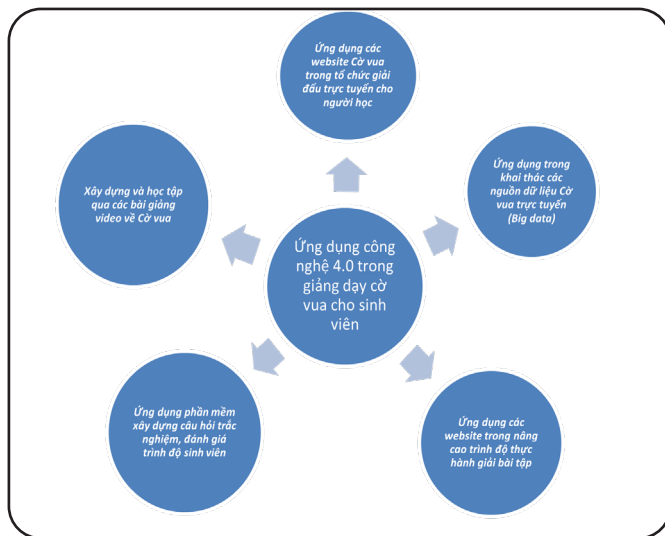 Ứng dụng các
website Cờ vua
trong tổ chức giải
đấu trực tuyến cho
người học
Ứng dụng trong
khai thác các
nguồn dữ liệu Cờ
vua trực tuyến
(Big data)
Xây dựng và học tập
qua các bài giảng
video về Cờ vua
Ứng dụng công
nghệ 4.0 trong
giảng dạy cờ
vua cho sinh
viên
Ứng dụng phần mềm
xây dựng câu hỏi trắc
nghiệm, đánh giá
trình độ sinh viên
Ứng dụng các
website trong nâng
cao trình độ thực
hành giải bài tập